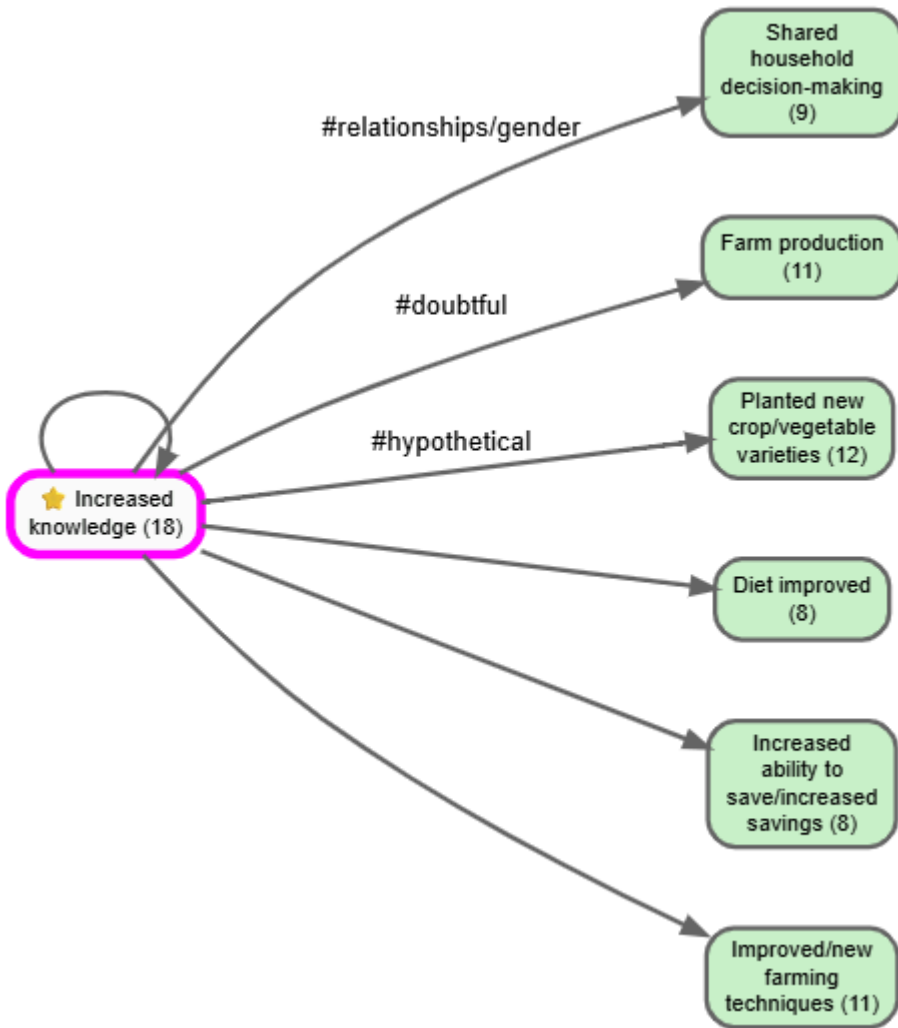 Shared
household
decision-making
(9)
#relationships/gender
Farm production
(11)
#doubtful
Planted new
crop/vegetable
varieties (12)
#hypothetical
Increased
knowledge (18)
Diet improved
(8)
Increased
ability to
save/increased
savings (8)
Improved/new
farming
techniques (11)